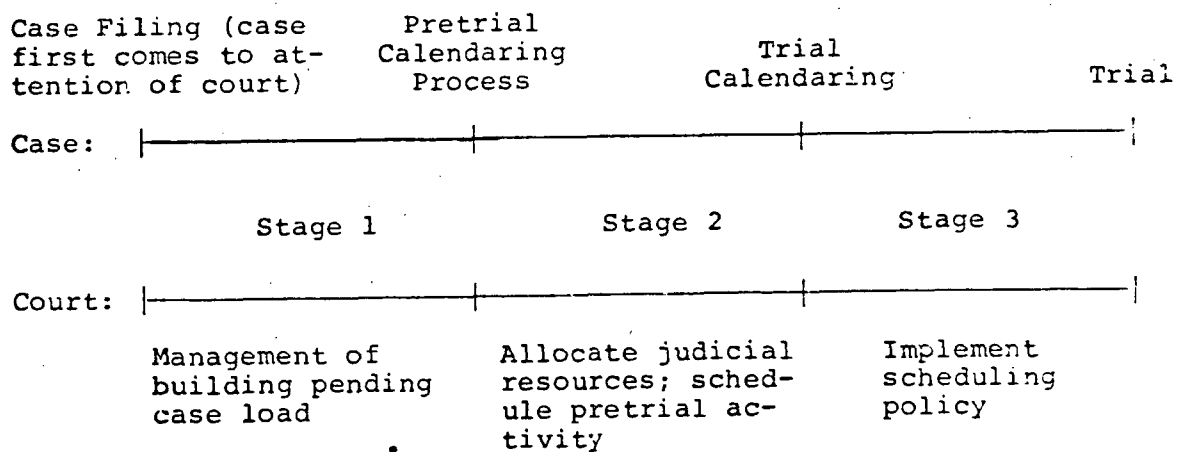 Case Filing (case
first comes to at-
tention of court)
Pretrial
Calendaring
Process
Trial
Calendaring
Trial
Case:
Stage 1
Stage 2
Stage 3
Court:
Management of
building pending
case load
Allocate judicial
resources; sched-
ule pretrial ac-
tivity
Implement
scheduling
policy